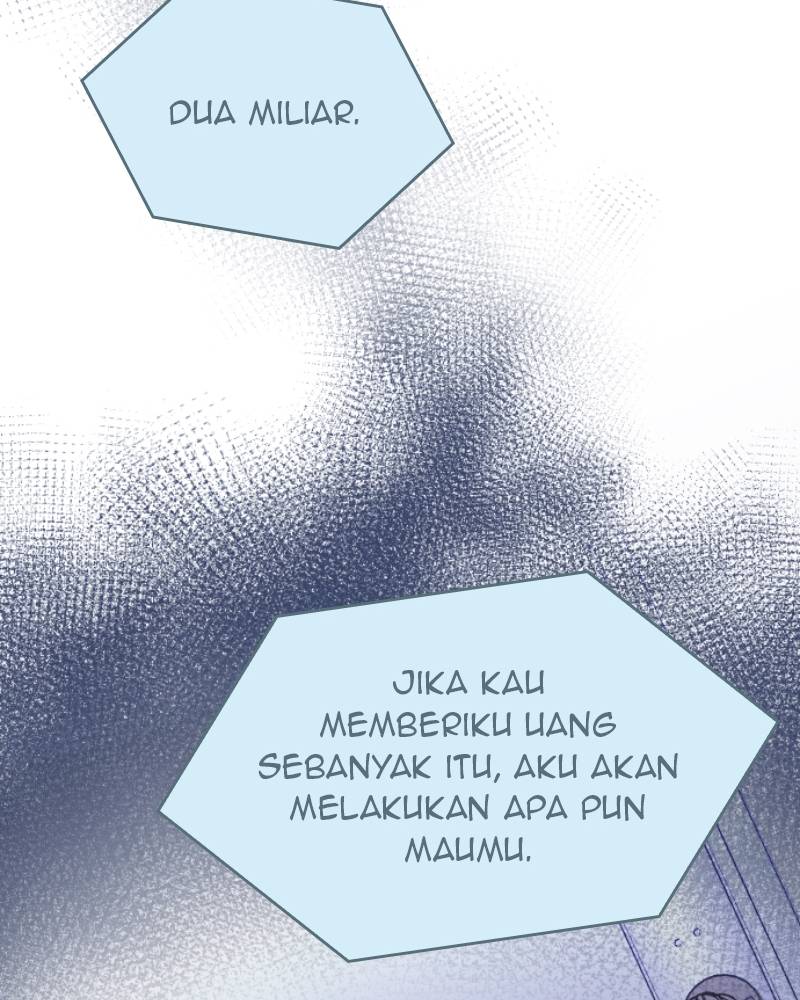 DUA MILIAR.
JIKA KAU
MEMBERIKU UANG
SEBANYAK ITU, AKU AKAN
MELAKUKAN APA PUN
MAUMU.